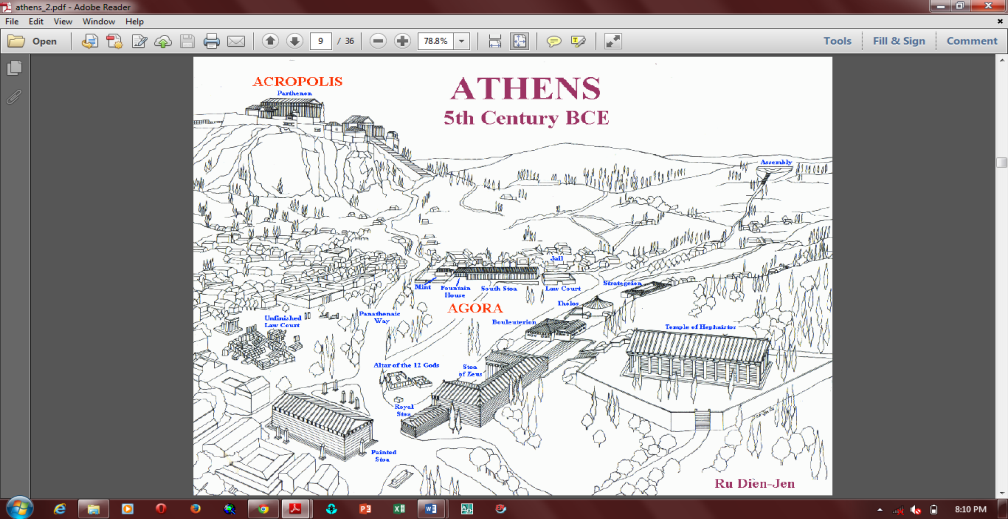 athens_2.pdf - Adobe Reader
File Edit View Window Help
Open
9 / 36
78.8%
Tools
Fill & Sign
Comment
ACROPOLIS
Parthenon
ATHENS
5th Century BCE
Assembly
Jail
Mint
Fountain
House
South Stoa
Law Court
Strategeion
AGORA
Tholos
Unfinished
Law Court
Panathenaic
Way
Bouleuterion
Temple of Hephaistos
Altar of the 12 Gods
Stoa
of Zeus
Royal
Stoa
Painted
Stoa
Ru Dien-Jen
8:10 PM